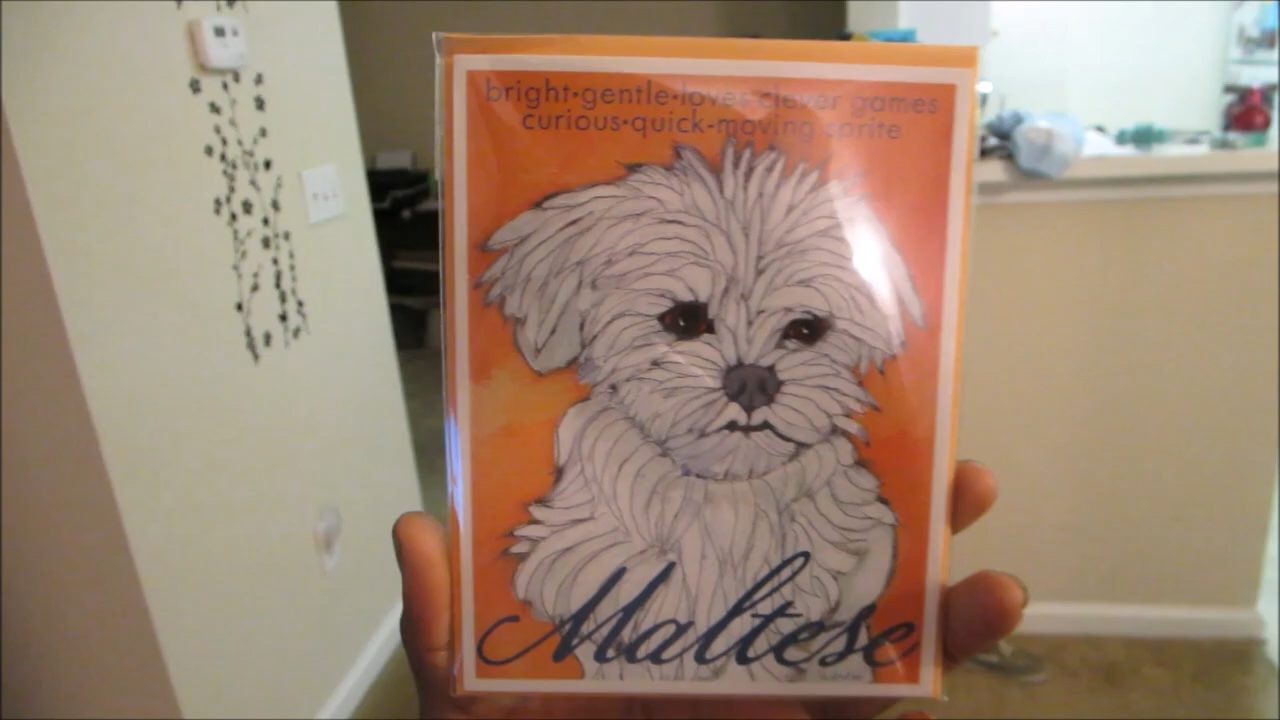 bright•gentle•loves clever games
curious•quick-moving sprite
Maltese